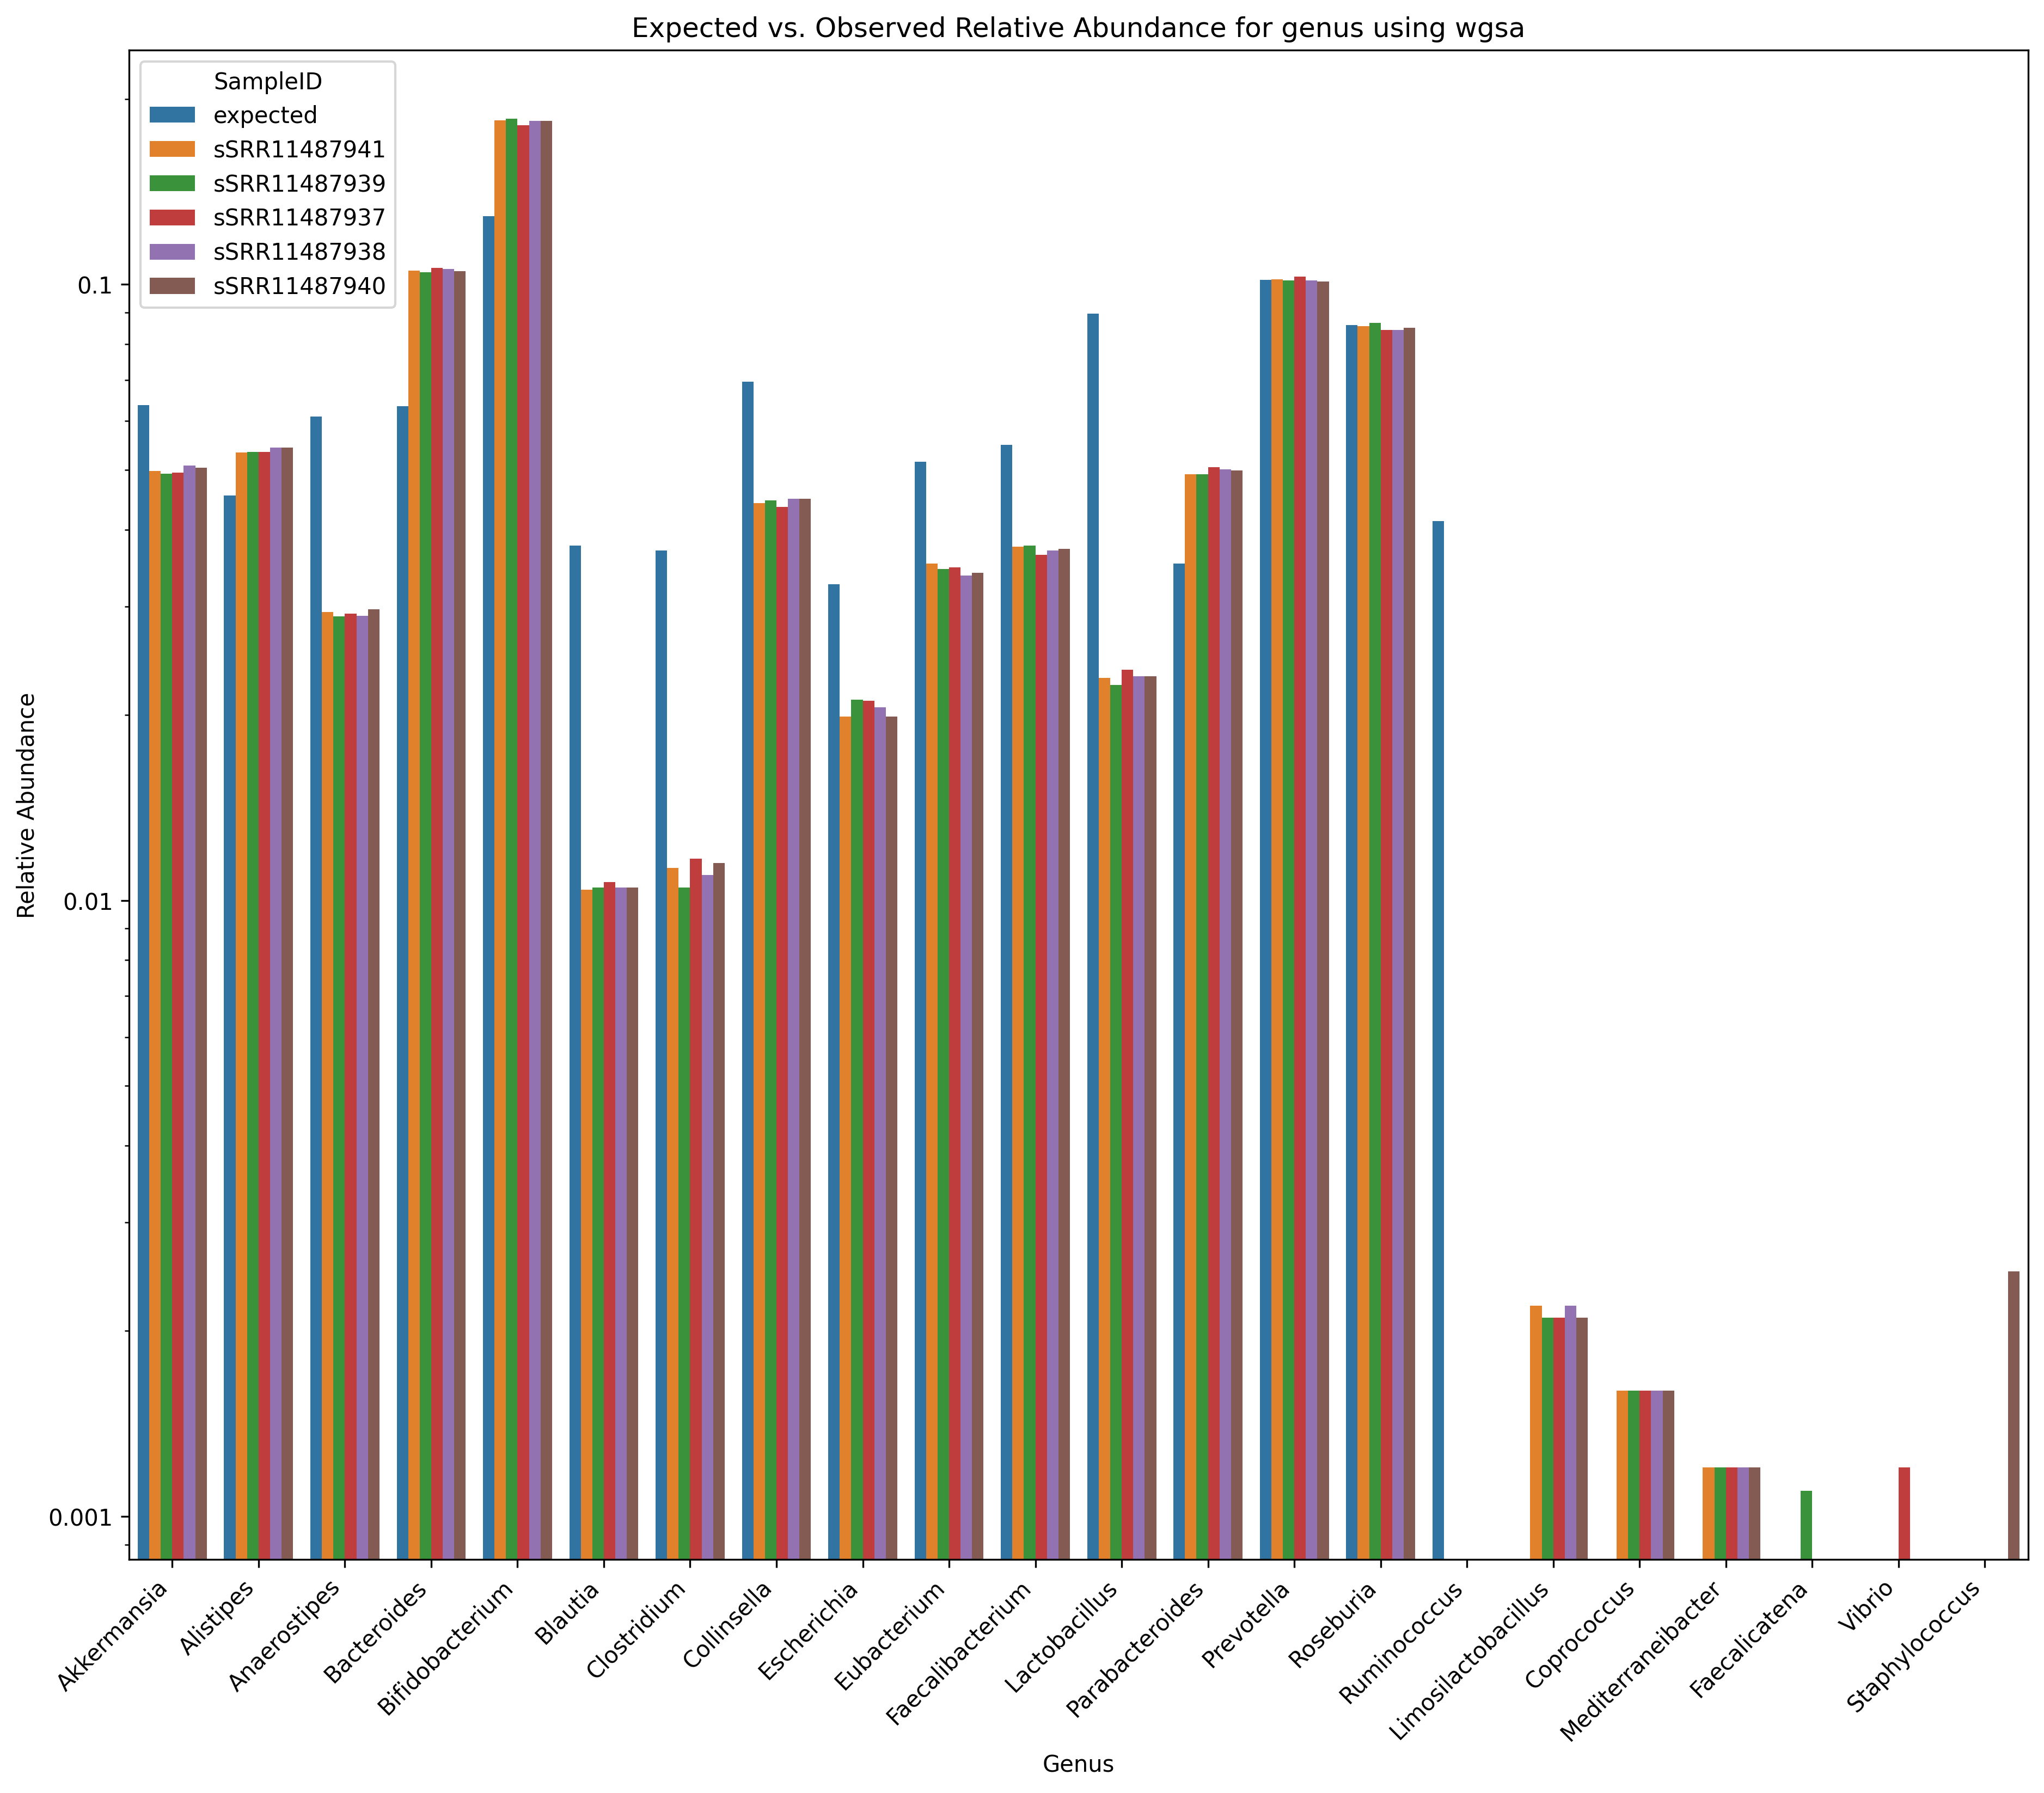 Expected vs. Observed Relative Abundance for genus using wgsa
SampleID
expected
sSRR11487941
sSRR11487939
sSRR11487937
sSRR11487938
sSRR11487940
0.1
0.01
0.001
Relative Abundance
Akkermansia
Alistipes
Anaerostipes
Bacteroides
Bifidobacterium
Blautia
Clostridium
Collinsella
Escherichia
Eubacterium
Faecalibacterium
Lactobacillus
Parabacteroides
Prevotella
Roseburia
Ruminococcus
Limosilactobacillus
Coprococcus
Mediterraneibacter
Faecalicatena
Vibrio
Staphylococcus
Genus